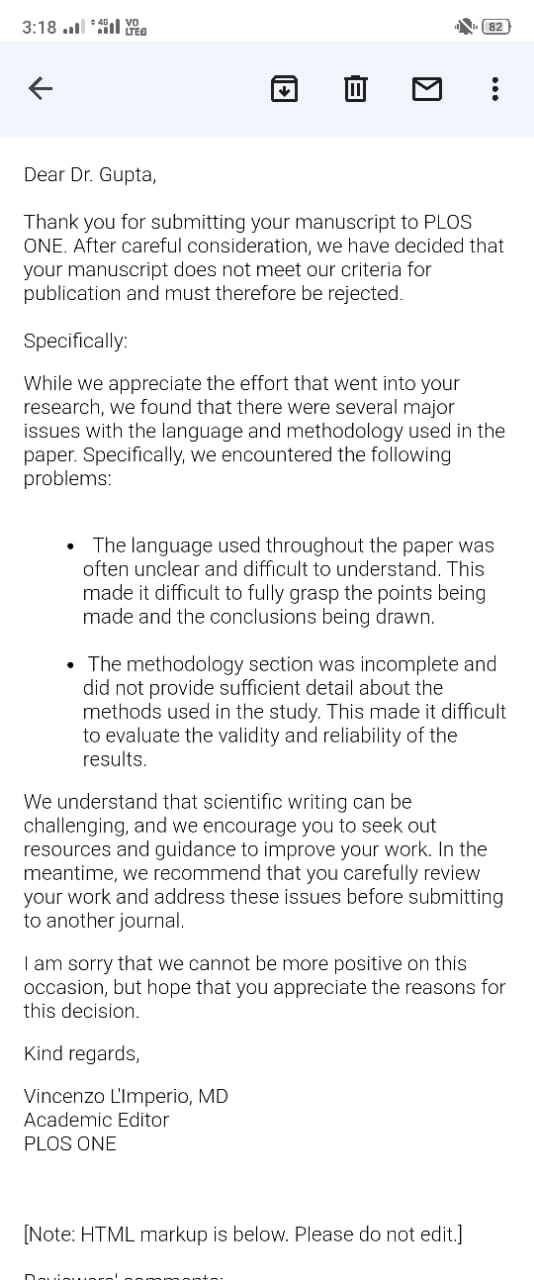 3:18
4G
VO
LTEG
82
Dear Dr. Gupta,
Thank you for submitting your manuscript to PLOS
ONE. After careful consideration, we have decided that
your manuscript does not meet our criteria for
publication and must therefore be rejected.
Specifically:
While we appreciate the effort that went into your
research, we found that there were several major
issues with the language and methodology used in the
paper. Specifically, we encountered the following
problems:
• The language used throughout the paper was
often unclear and difficult to understand. This
made it difficult to fully grasp the points being
made and the conclusions being drawn.
• The methodology section was incomplete and
did not provide sufficient detail about the
methods used in the study. This made it difficult
to evaluate the validity and reliability of the
results.
We understand that scientific writing can be
challenging, and we encourage you to seek out
resources and guidance to improve your work. In the
meantime, we recommend that you carefully review
your work and address these issues before submitting
to another journal.
I am sorry that we cannot be more positive on this
occasion, but hope that you appreciate the reasons for
this decision.
Kind regards,
Vincenzo L'Imperio, MD
Academic Editor
PLOS ONE
[Note: HTML markup is below. Please do not edit.]
Reviewers' comments: